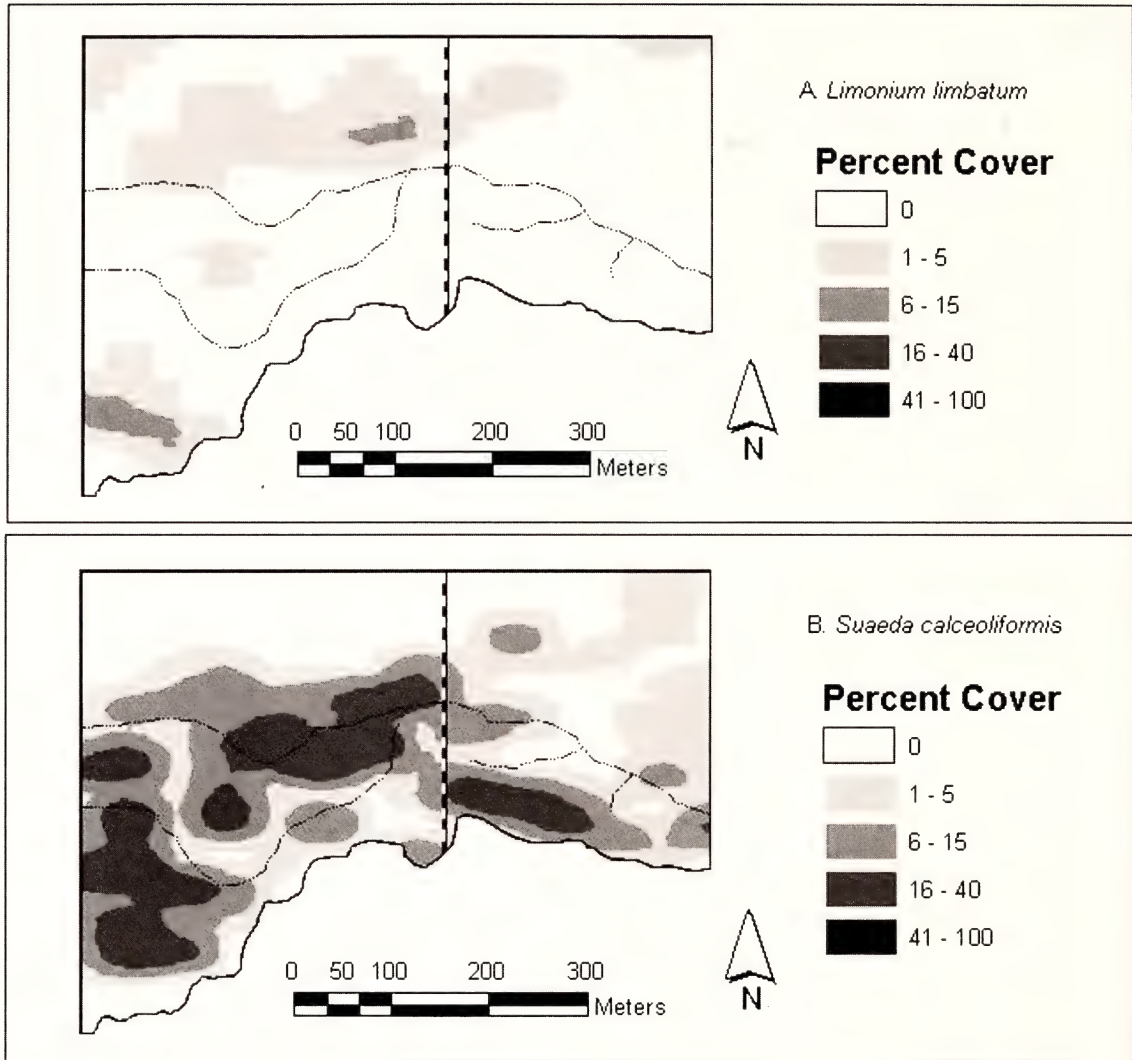 A. Limonium limbatum
Percent Cover
0
1 - 5
6 - 15
16 - 40
41 - 100
0 50 100 200 300
Meters
N
B. Suaeda calceoliformis
Percent Cover
0
1 - 5
6 - 15
16 - 40
41 - 100
0 50 100 200 300
Meters
N